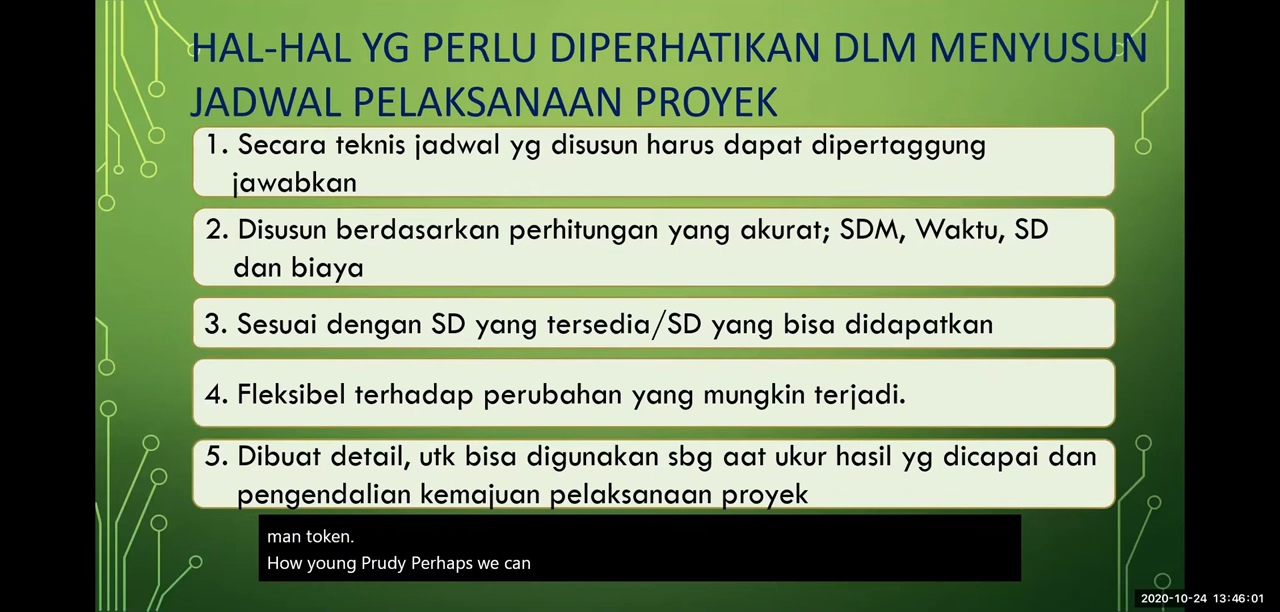 HAL-HAL YG PERLU DIPERHATIKAN DLM MENYUSUN
JADWAL PELAKSANAAN PROYEK
1. Secara teknis jadwal yg disusun harus dapat dipertaggung
jawabkan
2. Disusun berdasarkan perhitungan yang akurat; SDM, Waktu, SD
dan biaya
3. Sesuai dengan SD yang tersedia/SD yang bisa didapatkan
4. Fleksibel terhadap perubahan yang mungkin terjadi.
5. Dibuat detail, utk bisa digunakan sbg aat ukur hasil yg dicapai dan
pengendalian kemajuan pelaksanaan proyek
man token.
How young Prudy Perhaps we can
2020-10-24 13:46:01